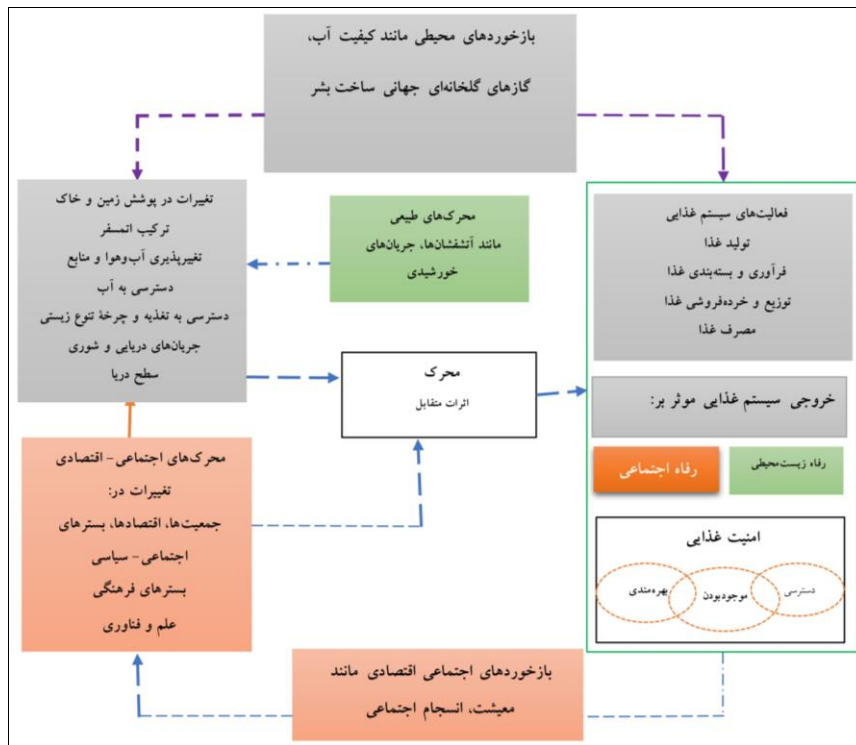 بازخوردهای محیطی مانند کیفیت آب،
گازهای گلخانه‌ای جهانی ساخت بشر
تغییرات در پوشش زمین و خاک
ترکیب اتمسفر
تغییرپذیری آب‌وهوا و منابع
دسترسی به آب
دسترسی به تغذیه و چرخهٔ تنوع زیستی
جریان‌های دریایی و شوری
سطح دریا
محرک‌های طبیعی
مانند آتشفشان‌ها، جریان‌های
خورشیدی
فعالیت‌های سیستم غذایی
تولید غذا
فرآوری و بسته‌بندی غذا
توزیع و خرده‌فروشی غذا
مصرف غذا
محرک
اثرات متقابل
خروجی سیستم غذایی موثر بر:
رفاه زیست‌محیطی
رفاه اجتماعی
محرک‌های اجتماعی - اقتصادی
تغییرات در:
جمعیت‌ها، اقتصادها، بسترهای
اجتماعی - سیاسی
بسترهای فرهنگی
علم و فناوری
امنیت غذایی
دسترسی
موجودبودن
بهره‌مندی
بازخوردهای اجتماعی اقتصادی مانند
معیشت، انسجام اجتماعی